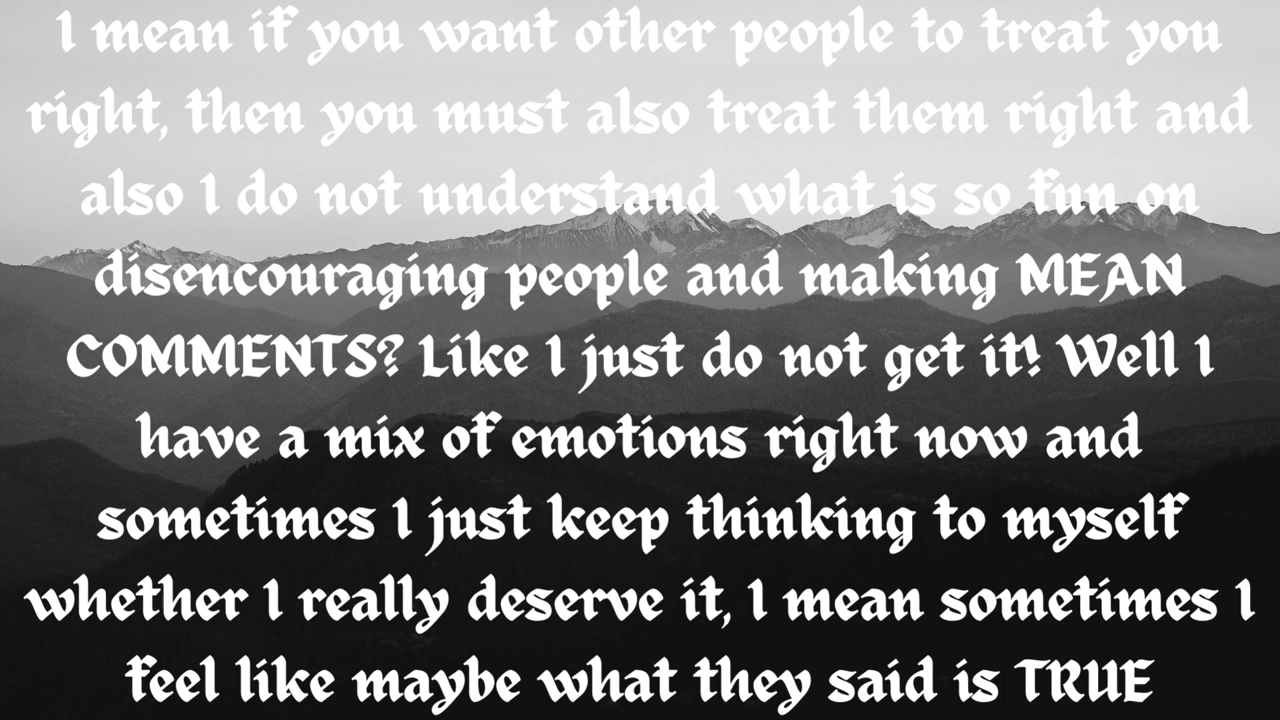 I mean if you want other people to treat you
right, then you must also treat them right and
also I do not understand what is so fun on
disencouraging people and making MEAN
COMMENTS? Like I just do not get it! Well I
have a mix of emotions right now and
sometimes I just keep thinking to myself
whether I really deserve it, I mean sometimes I
feel like maybe what they said is TRUE